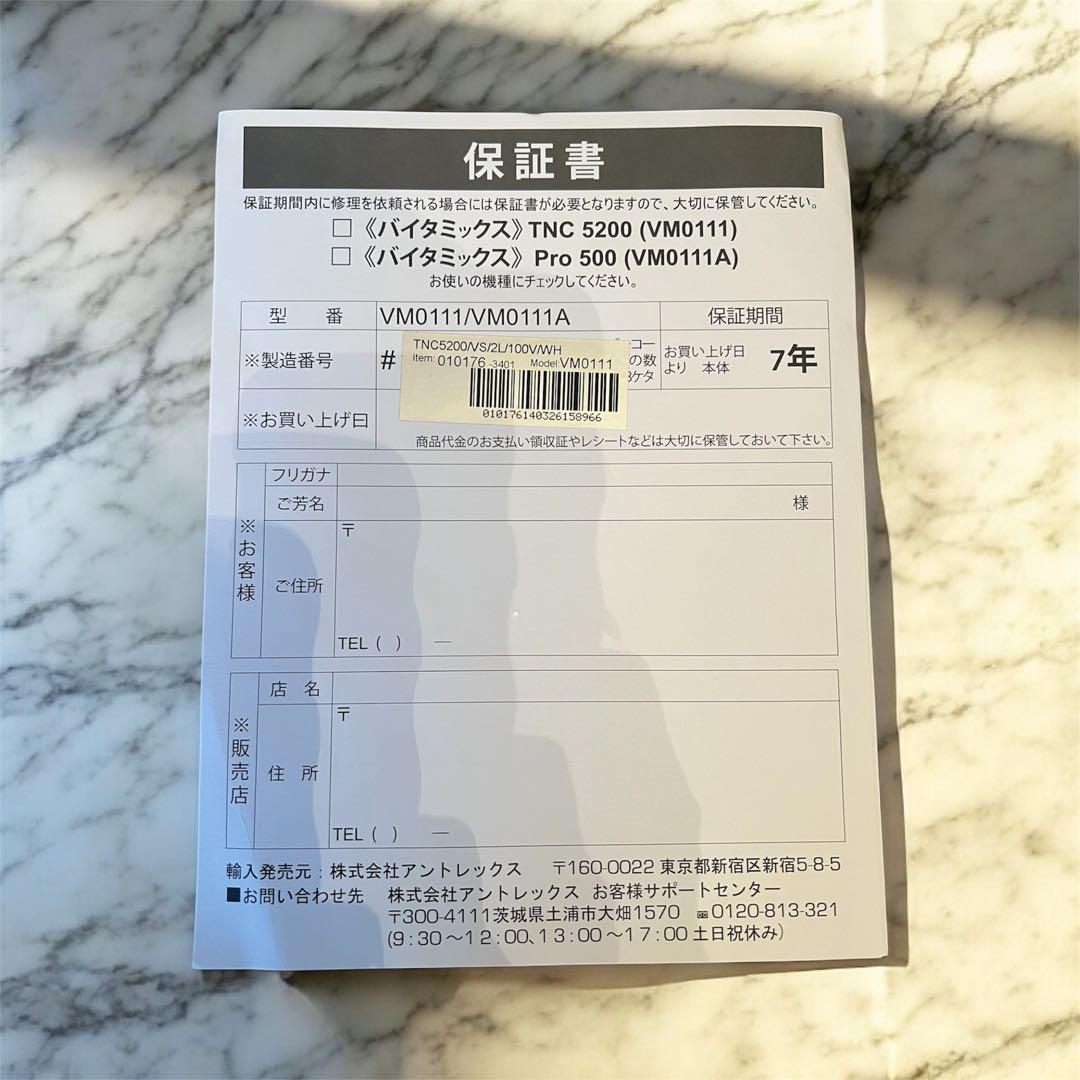 保証書
保証期間内に修理を依頼される場合には保証書が必要となりますので、大切に保管してください。
□《バイタミックス》TNC 5200 (VM0111)
□《バイタミックス》 Pro 500 (VM0111A)
お使いの機種にチェックしてください。
型 番 VM0111/VM0111A 保証期間
TNC5200/VS/2L/100V/WH
Item: 010176 -3401 Model: VM0111
010176140326158966
※製造番号 # コー
の数
ケタ
お買い上げ日
より 本体 7年
※お買い上げ日
商品代金のお支払い領収証やレシートなどは大切に保管しておいて下さい。
※お客様
フリガナ
ご芳名 様
ご住所 〒
TEL ( ) ―
※販売店
店 名
住 所 〒
TEL ( ) ―
輸入発売元：株式会社アントレックス 〒160-0022 東京都新宿区新宿5-8-5
■お問い合わせ先 株式会社アントレックス お客様サポートセンター
〒300-4111茨城県土浦市大畑1570 0120-813-321
(9:30～12:00、13:00～17:00 土日祝休み)